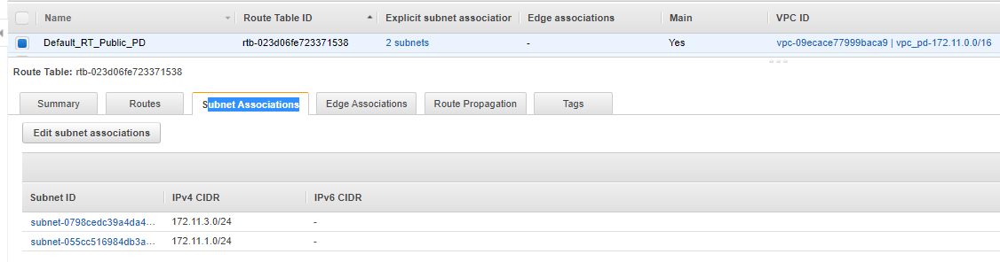 Name Route Table ID Explicit subnet association Edge associations Main VPC ID
Default_RT_Public_PD rtb-023d06fe723371538 2 subnets - Yes vpc-09ecace77999baca9 | vpc_pd-172.11.0.0/16
Route Table: rtb-023d06fe723371538
Summary Routes Subnet Associations Edge Associations Route Propagation Tags
Edit subnet associations
Subnet ID IPv4 CIDR IPv6 CIDR
subnet-0798cedc39a4da4... 172.11.3.0/24 -
subnet-055cc516984db3a... 172.11.1.0/24 -